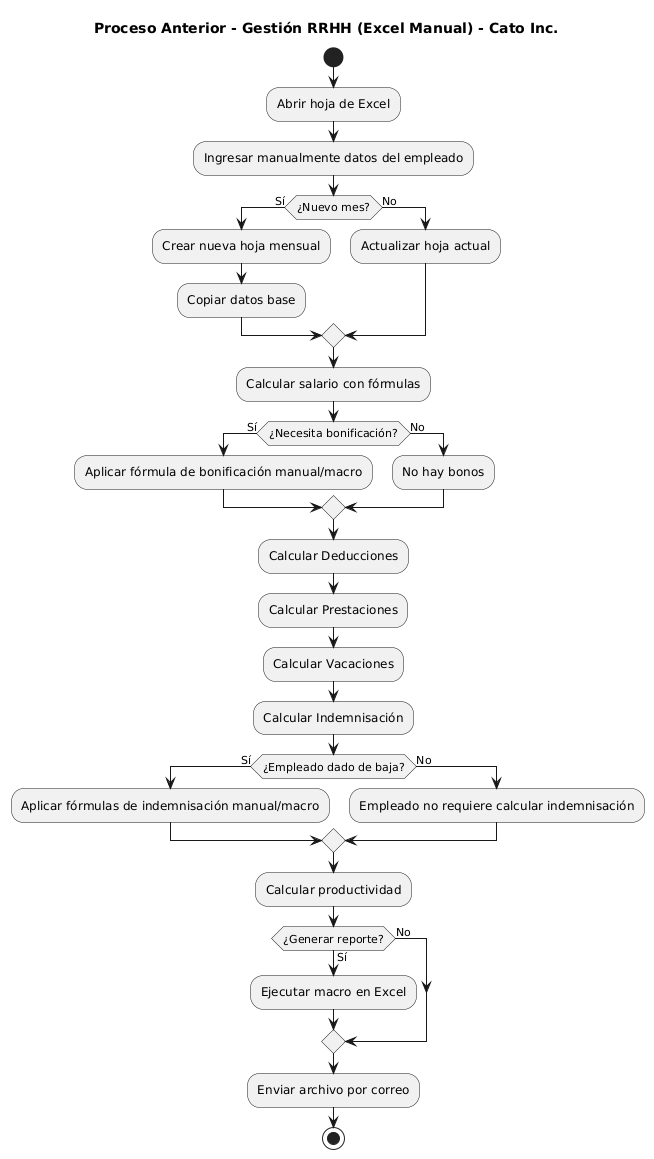 Proceso Anterior - Gestión RRHH (Excel Manual) - Cato Inc.
Abrir hoja de Excel
Ingresar manualmente datos del empleado
Sí
¿Nuevo mes?
No
Crear nueva hoja mensual
Actualizar hoja actual
Copiar datos base
Calcular salario con fórmulas
Sí
¿Necesita bonificación?
No
Aplicar fórmula de bonificación manual/macro
No hay bonos
Calcular Deducciones
Calcular Prestaciones
Calcular Vacaciones
Calcular Indemnisación
Sí
¿Empleado dado de baja?
No
Aplicar fórmulas de indemnisación manual/macro
Empleado no requiere calcular indemnisación
Calcular productividad
¿Generar reporte?
No
Sí
Ejecutar macro en Excel
Enviar archivo por correo